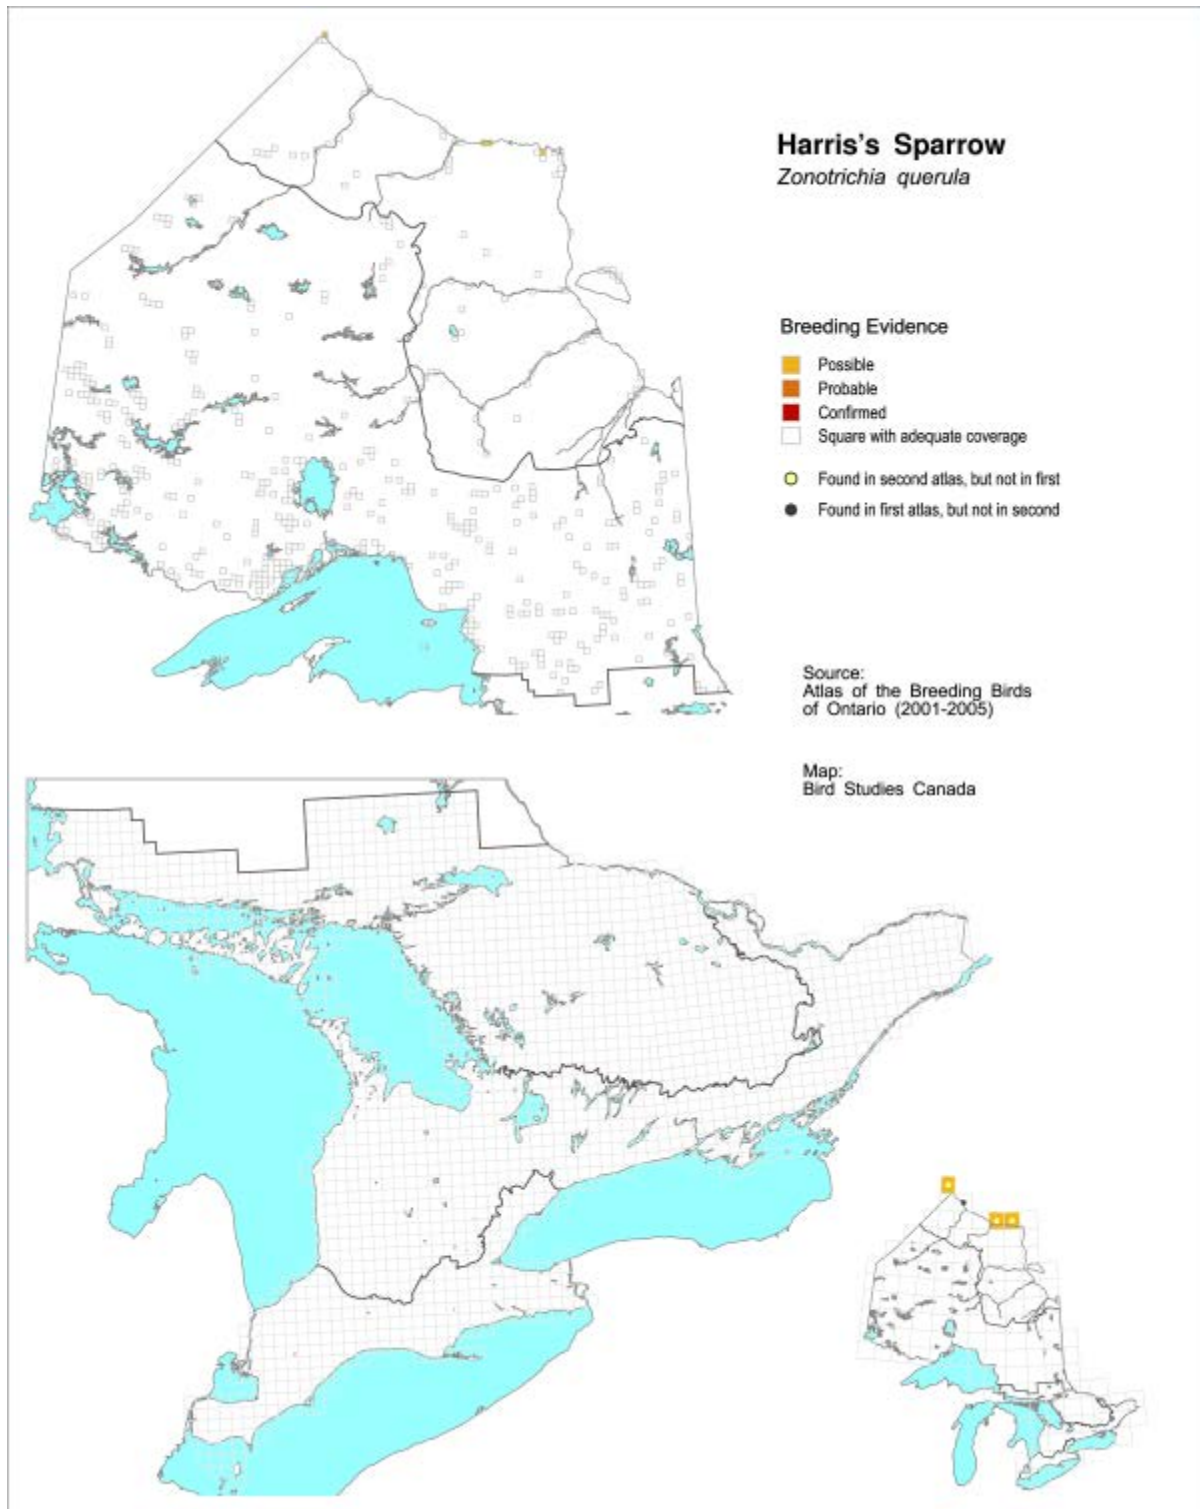 Harris's Sparrow
Zonotrichia querula
Breeding Evidence
Possible
Probable
Confirmed
Square with adequate coverage
Found in second atlas, but not in first
Found in first atlas, but not in second
Source:
Atlas of the Breeding Birds
of Ontario (2001-2005)
Map:
Bird Studies Canada